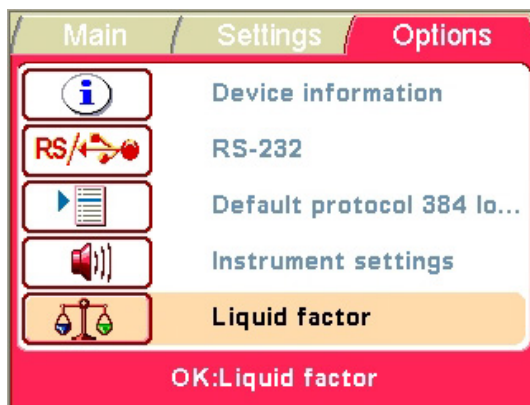 Main Settings Options
i Device information
RS/ RS-232
Default protocol 384 lo...
Instrument settings
Liquid factor
OK:Liquid factor